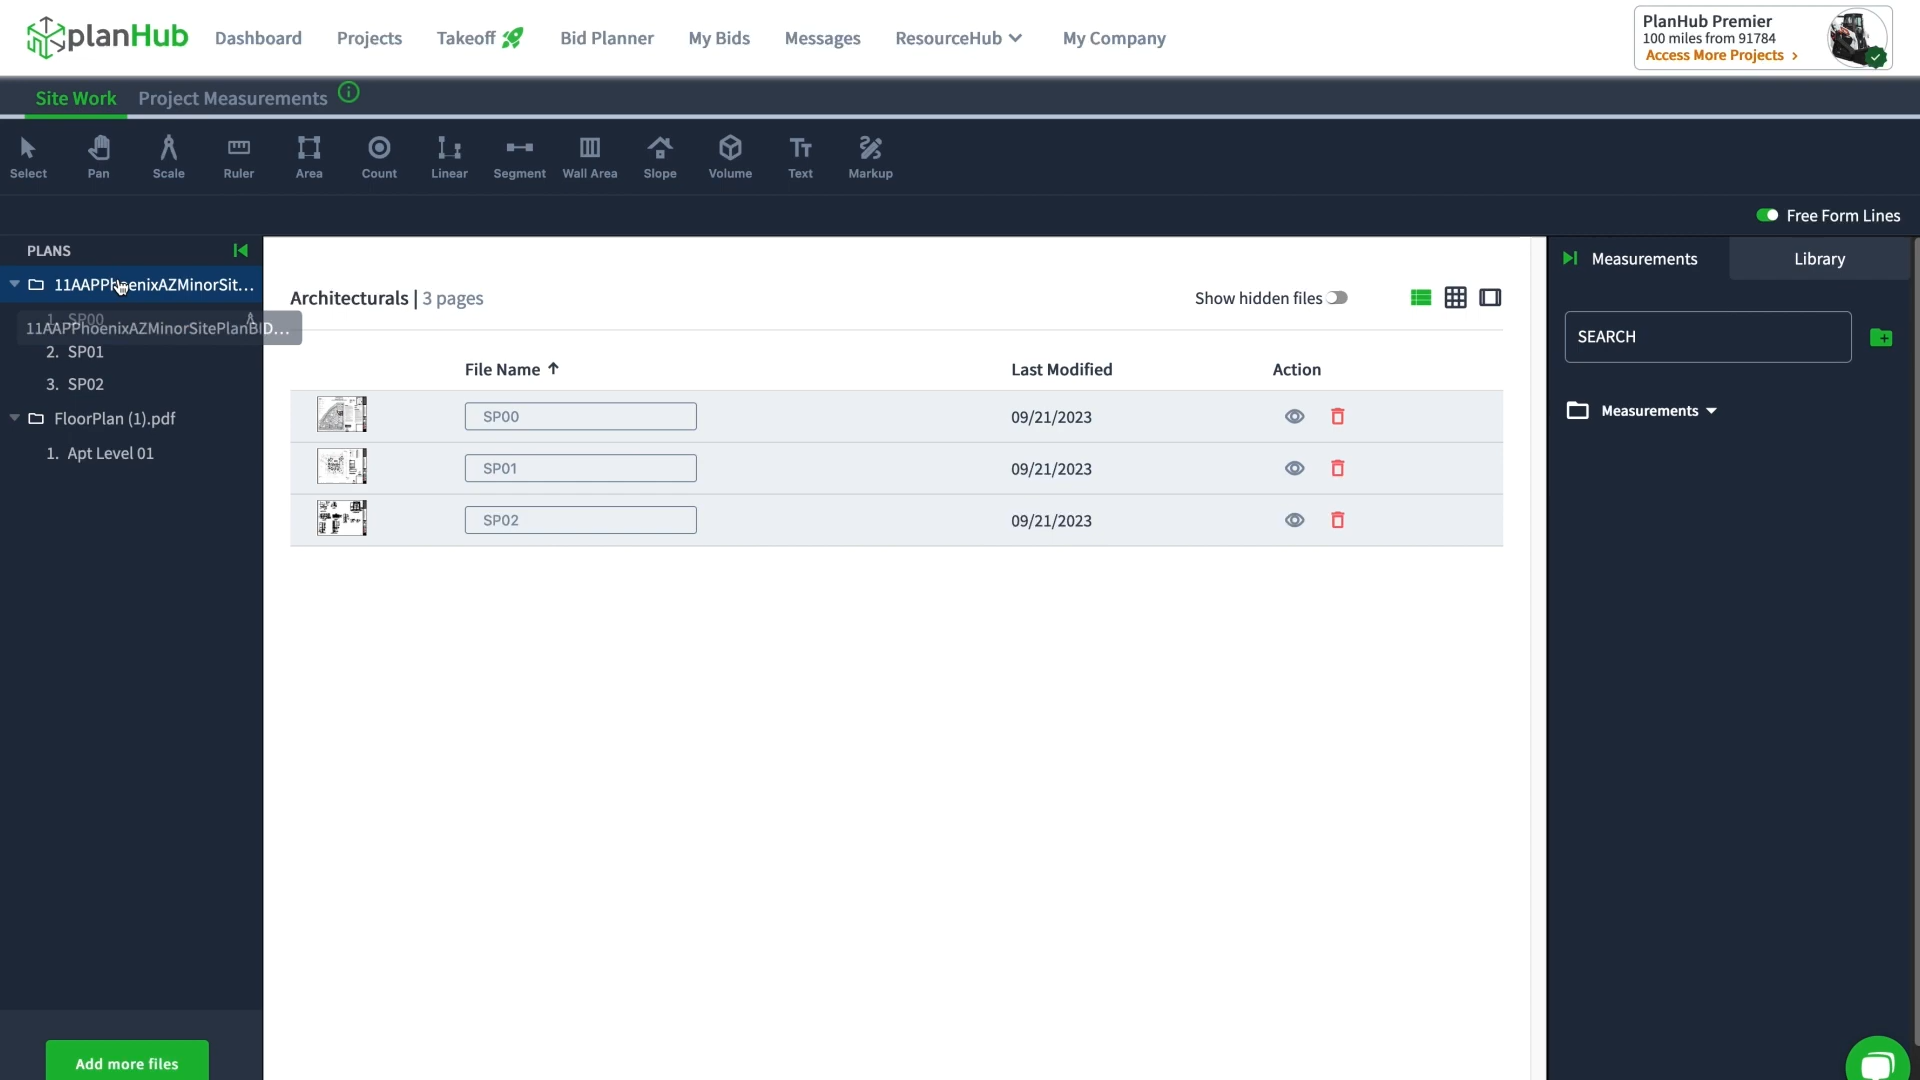 planHub
Dashboard
Projects
Takeoff
Bid Planner
My Bids
Messages
ResourceHub
My Company
PlanHub Premier
100 miles from 91784
Access More Projects >
Site Work
Project Measurements
Select
Pan
Scale
Ruler
Area
Count
Linear
Segment
Wall Area
Slope
Volume
Text
Markup
Free Form Lines
PLANS
11AAPPhoenixAZMinorSit...
1. SP00
11AAPPhoenixAZMinorSitePlanBID...
2. SP01
3. SP02
FloorPlan (1).pdf
1. Apt Level 01
Add more files
Architecturals | 3 pages
Show hidden files
File Name
Last Modified
Action
SP00
09/21/2023
SP01
09/21/2023
SP02
09/21/2023
Measurements
Library
SEARCH
Measurements